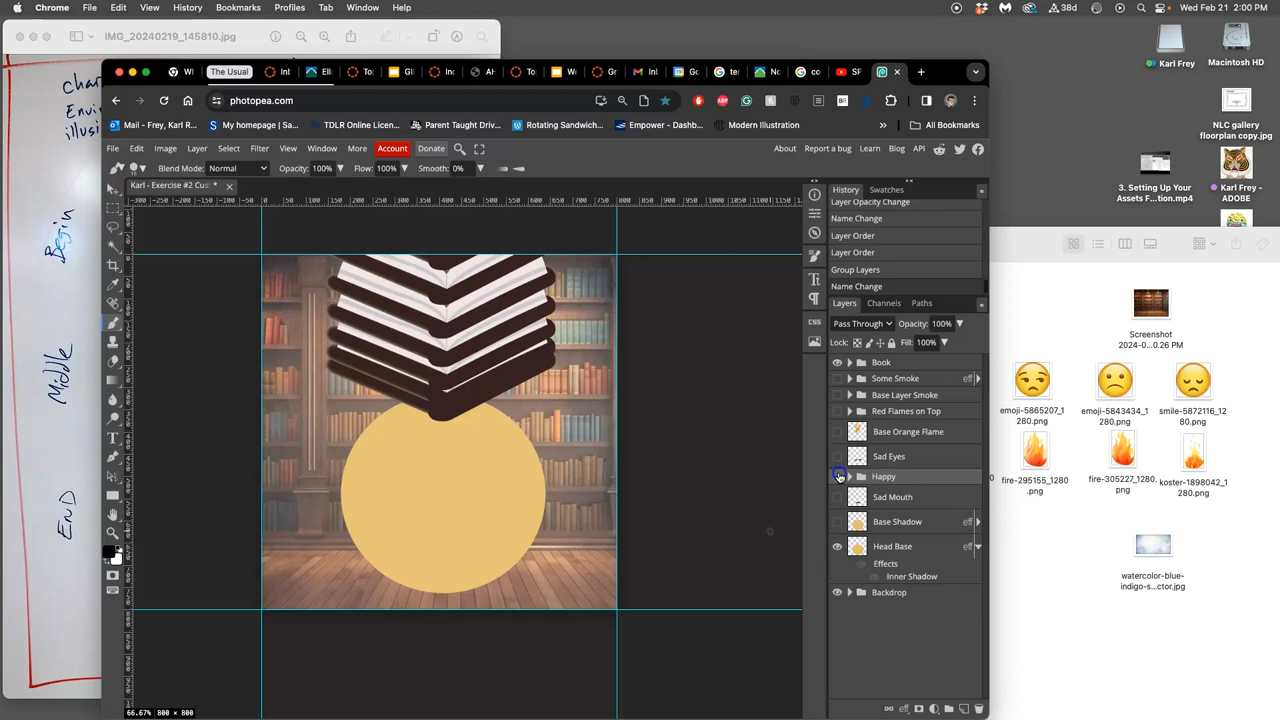 Chrome File Edit View History Bookmarks Profiles Tab Window Help 38d Wed Feb 21 2:00 PM
IMG_20240219_145810.jpg
The Usual
photopea.com
Mail - Frey, Karl R... My homepage | Sa... TDLR Online Licen... Parent Taught Driv... Rotating Sandwich... Empower - Dashb... Modern Illustration » All Bookmarks
File Edit Image Layer Select Filter View Window More Account Donate About Report a bug Learn Blog API
Blend Mode: Normal Opacity: 100% Flow: 100% Smooth: 0%
Karl - Exercise #2 Cus *
History Swatches
Layer Opacity Change
Name Change
Layer Order
Layer Order
Group Layers
Name Change
Layers Channels Paths
Pass Through Opacity: 100%
Lock: Fill: 100%
Book
Some Smoke eff
Base Layer Smoke
Red Flames on Top
Base Orange Flame
Sad Eyes
Happy
Sad Mouth
Base Shadow eff
Head Base eff
Effects
Inner Shadow
Backdrop
CSS
66.67% 800 × 800
Begin
Middle
END
Karl Frey
Macintosh HD
NLC gallery
floorplan copy.jpg
3. Setting Up Your
Assets F...tion.mp4
Karl Frey -
ADOBE
Screenshot
2024-0...0.26 PM
emoji-5865207_1
280.png
emoji-5843434_1
280.png
smile-5872116_12
80.png
fire-295155_1280
.png
fire-305227_1280.
png
koster-1898042_1
280.png
watercolor-blue-
indigo-s...ctor.jpg